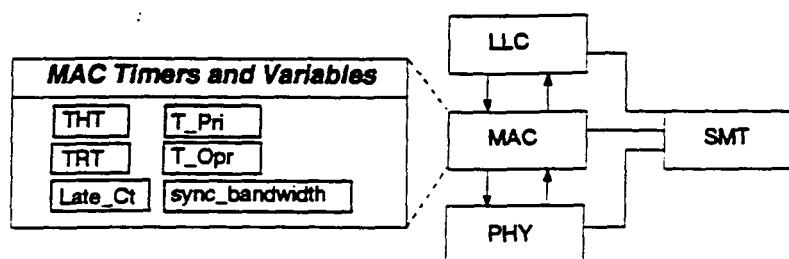 MAC Timers and Variables
THT T_Pri
TRT T_Opr
Late_Ct sync_bandwidth
LLC
MAC
SMT
PHY